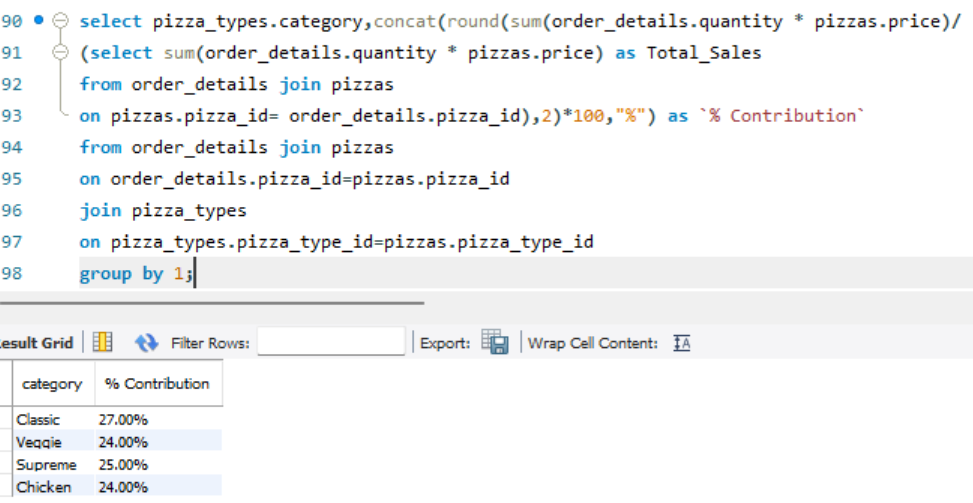 90 select pizza_types.category,concat(round(sum(order_details.quantity * pizzas.price)/
91 (select sum(order_details.quantity * pizzas.price) as Total_Sales
92 from order_details join pizzas
93 on pizzas.pizza_id= order_details.pizza_id),2)*100,"%") as `% Contribution`
94 from order_details join pizzas
95 on order_details.pizza_id=pizzas.pizza_id
96 join pizza_types
97 on pizza_types.pizza_type_id=pizzas.pizza_type_id
98 group by 1;
esult Grid Filter Rows: Export: Wrap Cell Content: IA
category % Contribution
Classic 27.00%
Veggie 24.00%
Supreme 25.00%
Chicken 24.00%